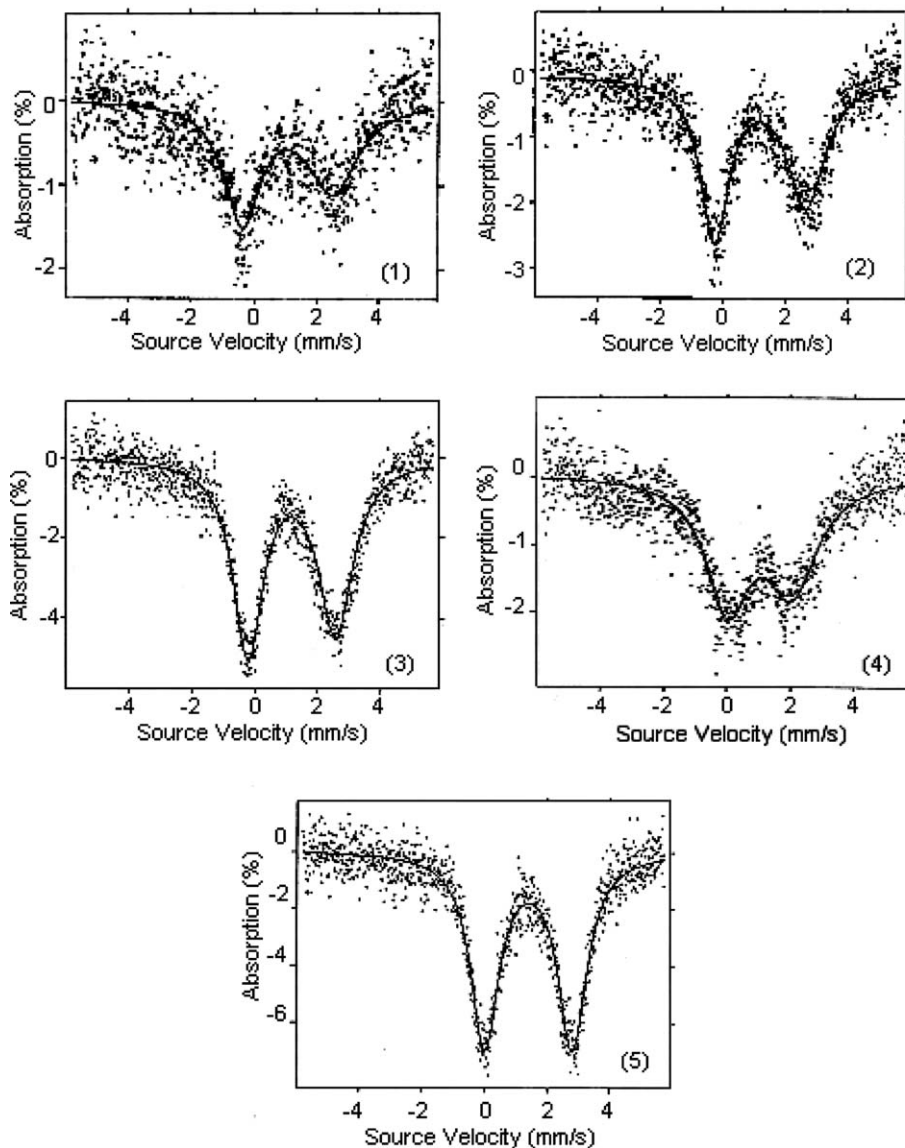 Absorption (%)
0
-1
-2
(1)
-4 -2 0 2 4
Source Velocity (mm/s)
Absorption (%)
0
-1
-2
-3
(2)
-4 -2 0 2 4
Source Velocity (mm/s)
Absorption (%)
0
-2
-4
(3)
-4 -2 0 2 4
Source Velocity (mm/s)
Absorption (%)
0
-1
-2
(4)
-4 -2 0 2 4
Source Velocity (mm/s)
Absorption (%)
0
-2
-4
-6
(5)
-4 -2 0 2 4
Source Velocity (mm/s)